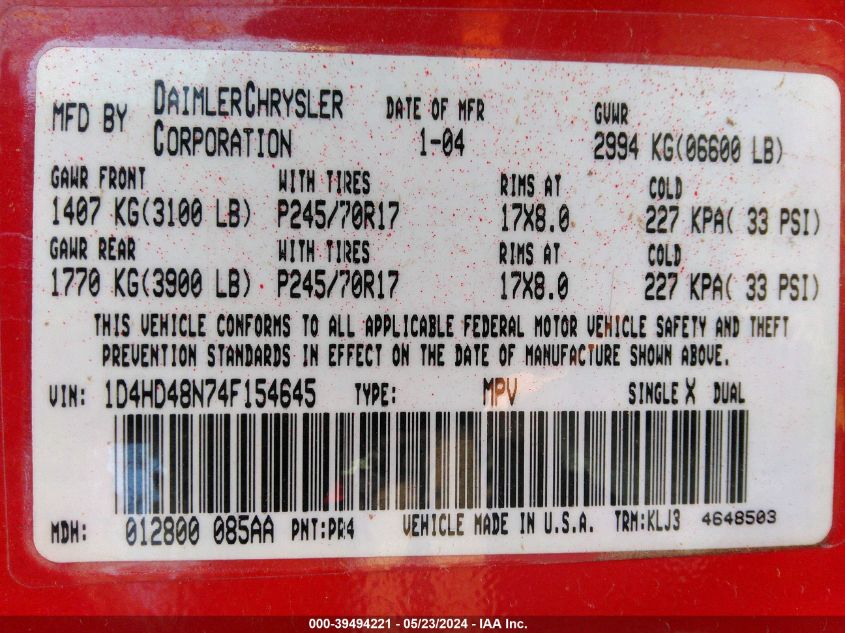 MFD BY DAIMLERCHRYSLER CORPORATION DATE OF MFR 1-04 GVWR 2994 KG(06600 LB)
GAWR FRONT WITH TIRES RIMS AT COLD
1407 KG(3100 LB) P245/70R17 17X8.0 227 KPA( 33 PSI)
GAWR REAR WITH TIRES RIMS AT COLD
1770 KG(3900 LB) P245/70R17 17X8.0 227 KPA( 33 PSI)
THIS VEHICLE CONFORMS TO ALL APPLICABLE FEDERAL MOTOR VEHICLE SAFETY AND THEFT
PREVENTION STANDARDS IN EFFECT ON THE DATE OF MANUFACTURE SHOWN ABOVE.
VIN: 1D4HD48N74F154645 TYPE: MPV SINGLE X DUAL
MDH: 012800 085AA PNT:PR4 VEHICLE MADE IN U.S.A. TRM:KLJ3 4648503
000-39494221 - 05/23/2024 - IAA Inc.